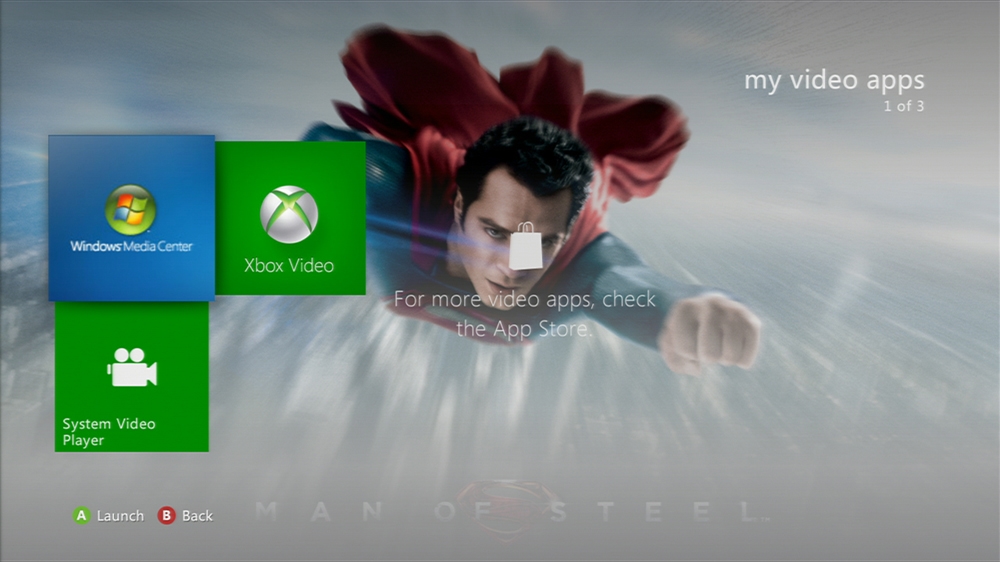 my video apps
1 of 3
Windows Media Center
Xbox Video
For more video apps, check
the App Store.
System Video
Player
A Launch B Back
MAN OF STEEL™